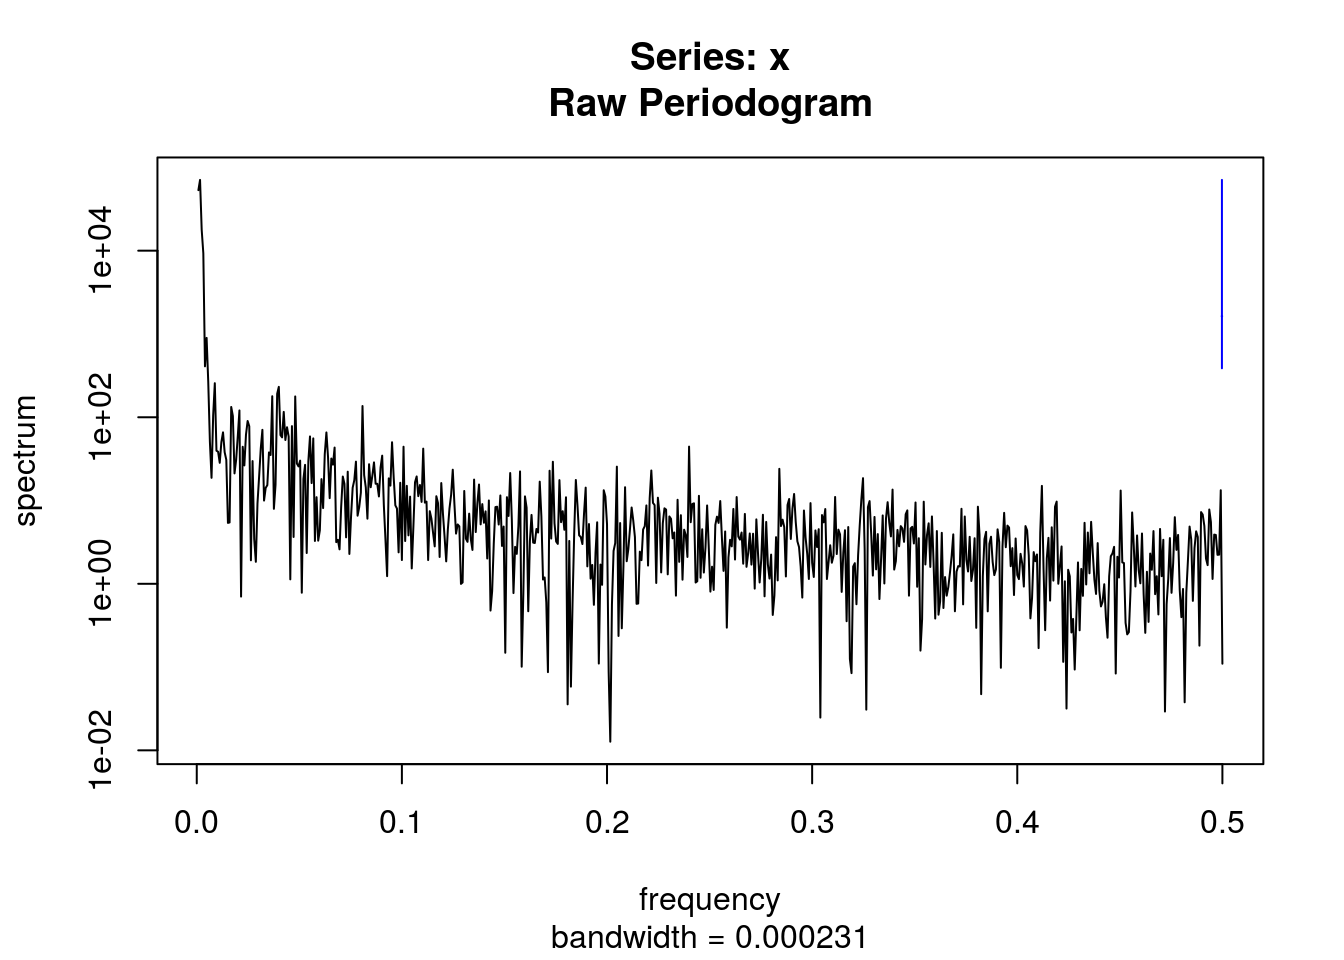 Series: x
Raw Periodogram
1e+04
1e+02
1e+00
1e-02
spectrum
0.0 0.1 0.2 0.3 0.4 0.5
frequency
bandwidth = 0.000231